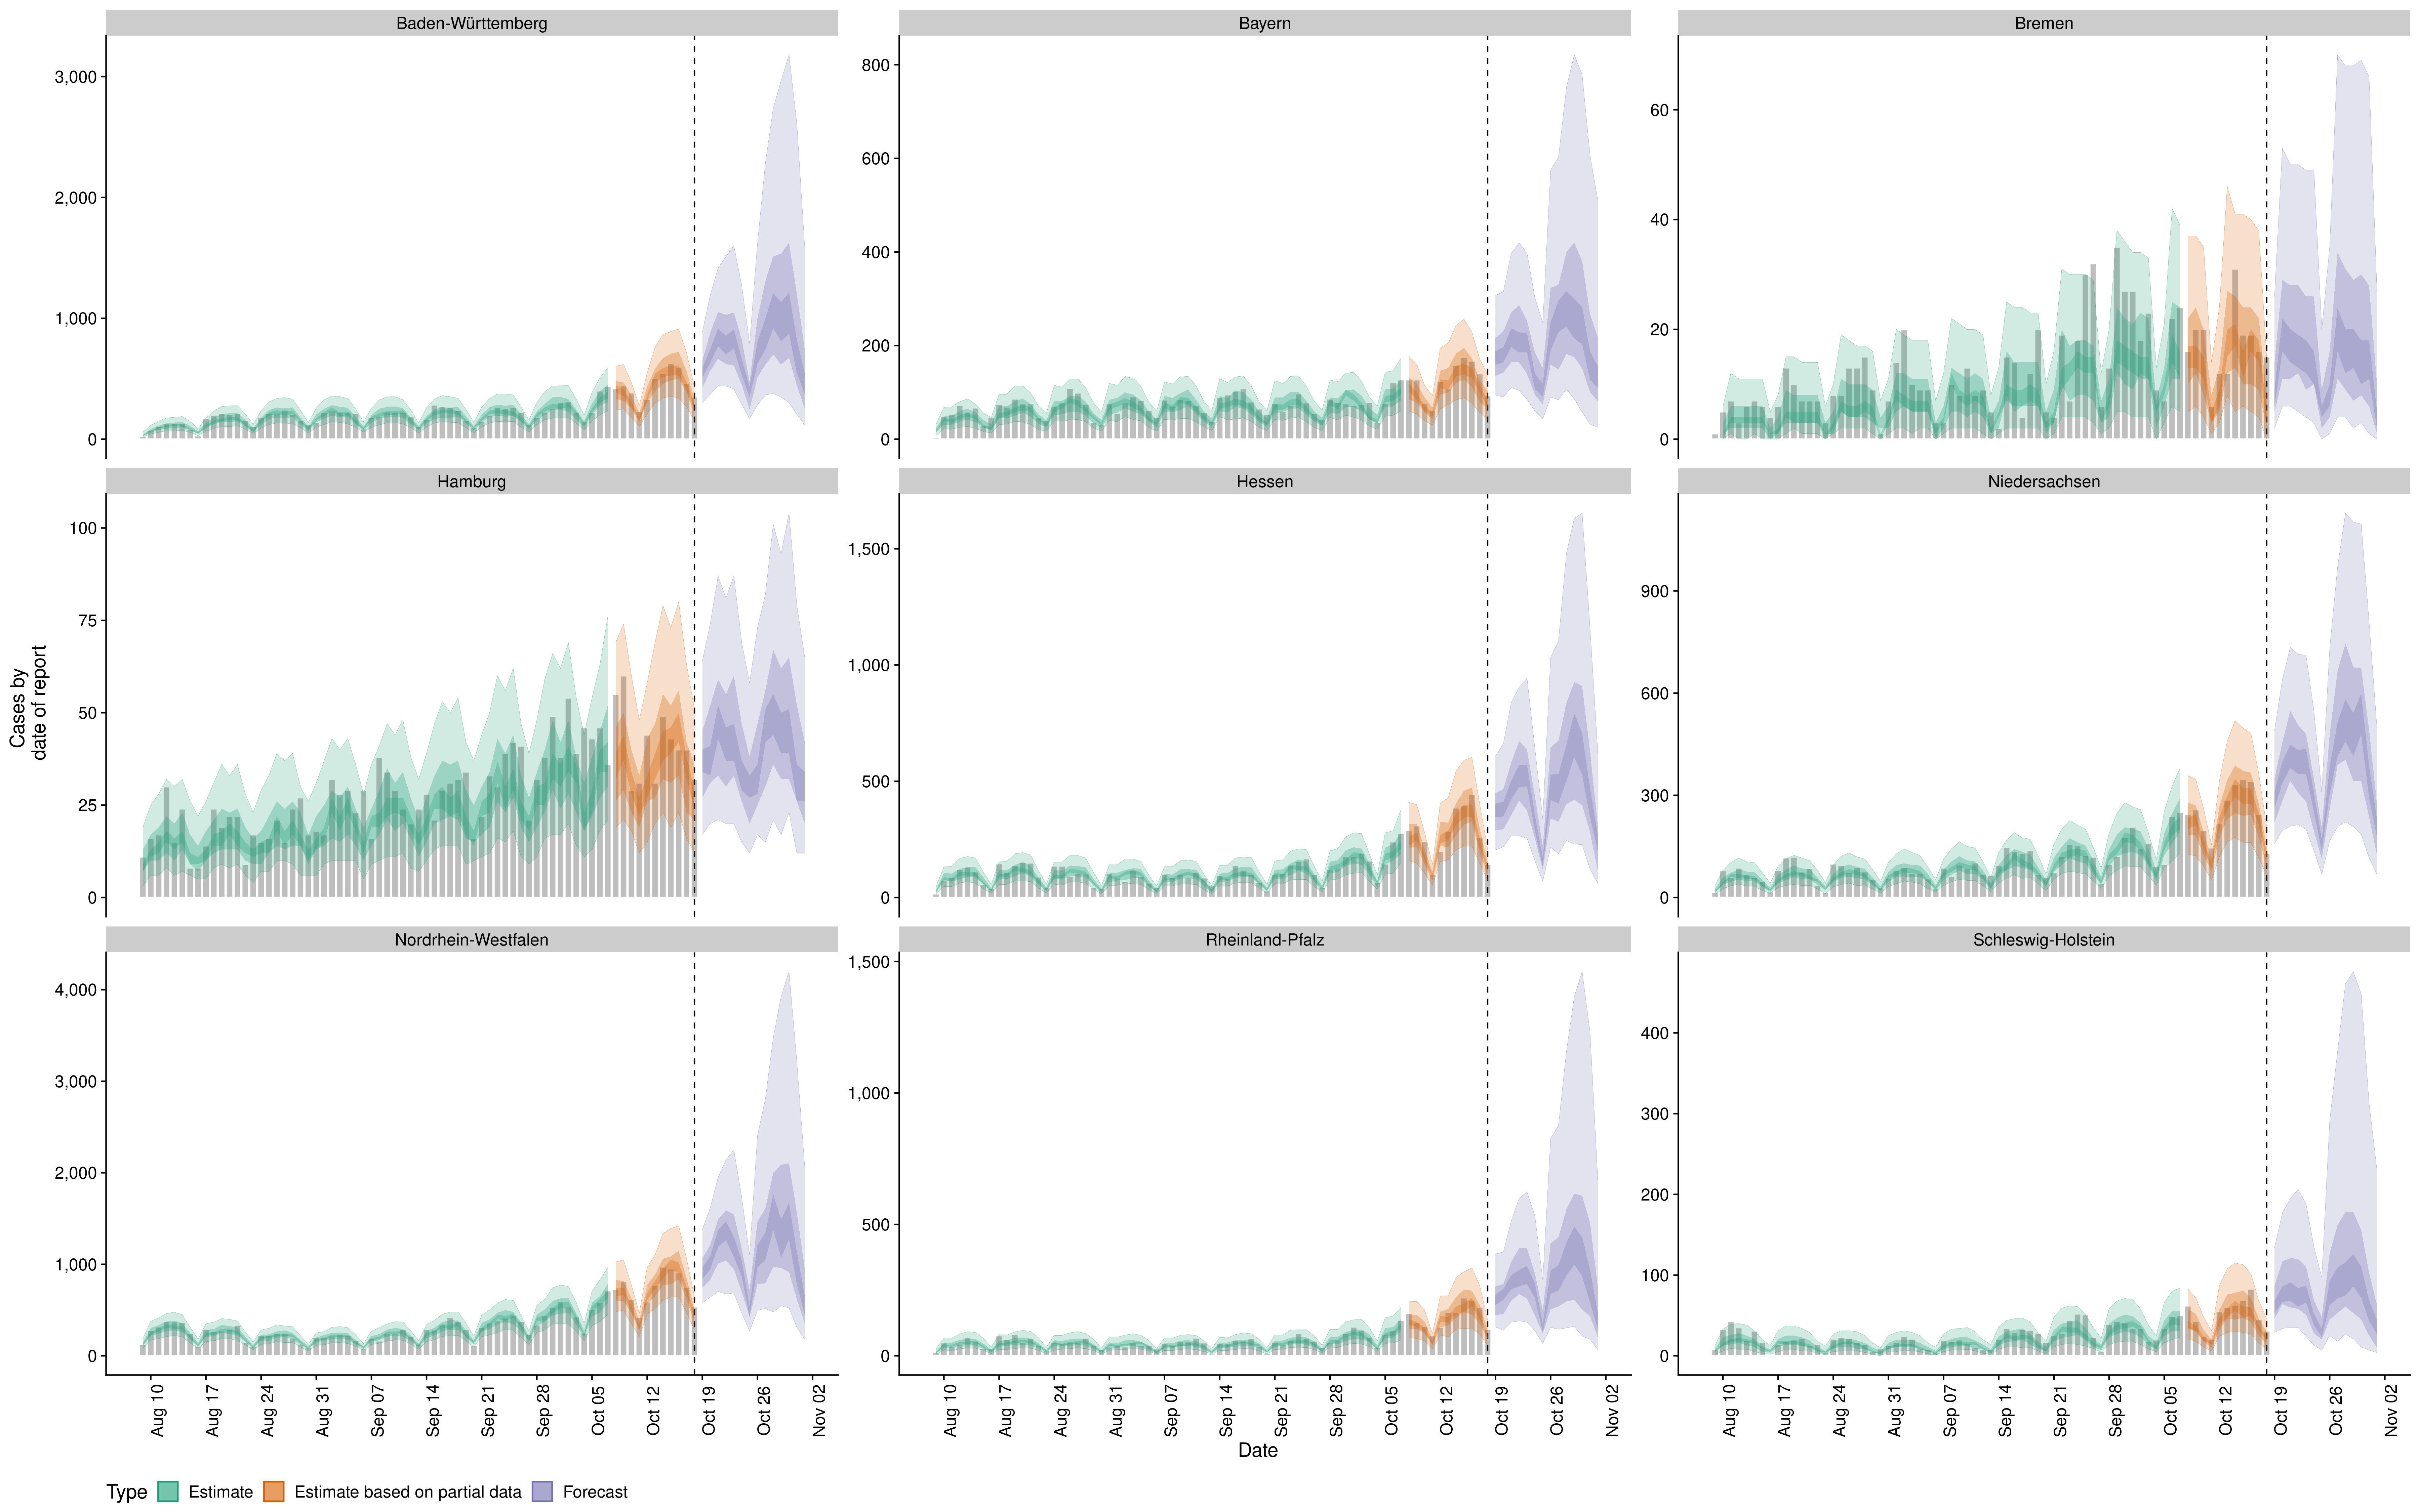 Baden-Württemberg
Bayern
Bremen
3,000
2,000
1,000
0
800
600
400
200
0
60
40
20
0
Hamburg
Hessen
Niedersachsen
100
75
50
25
0
1,500
1,000
500
0
900
600
300
0
Nordrhein-Westfalen
Rheinland-Pfalz
Schleswig-Holstein
4,000
3,000
2,000
1,000
0
1,500
1,000
500
0
400
300
200
100
0
Cases by
date of report
Aug 10 Aug 17 Aug 24 Aug 31 Sep 07 Sep 14 Sep 21 Sep 28 Oct 05 Oct 12 Oct 19 Oct 26 Nov 02
Aug 10 Aug 17 Aug 24 Aug 31 Sep 07 Sep 14 Sep 21 Sep 28 Oct 05 Oct 12 Oct 19 Oct 26 Nov 02
Aug 10 Aug 17 Aug 24 Aug 31 Sep 07 Sep 14 Sep 21 Sep 28 Oct 05 Oct 12 Oct 19 Oct 26 Nov 02
Date
Type Estimate Estimate based on partial data Forecast